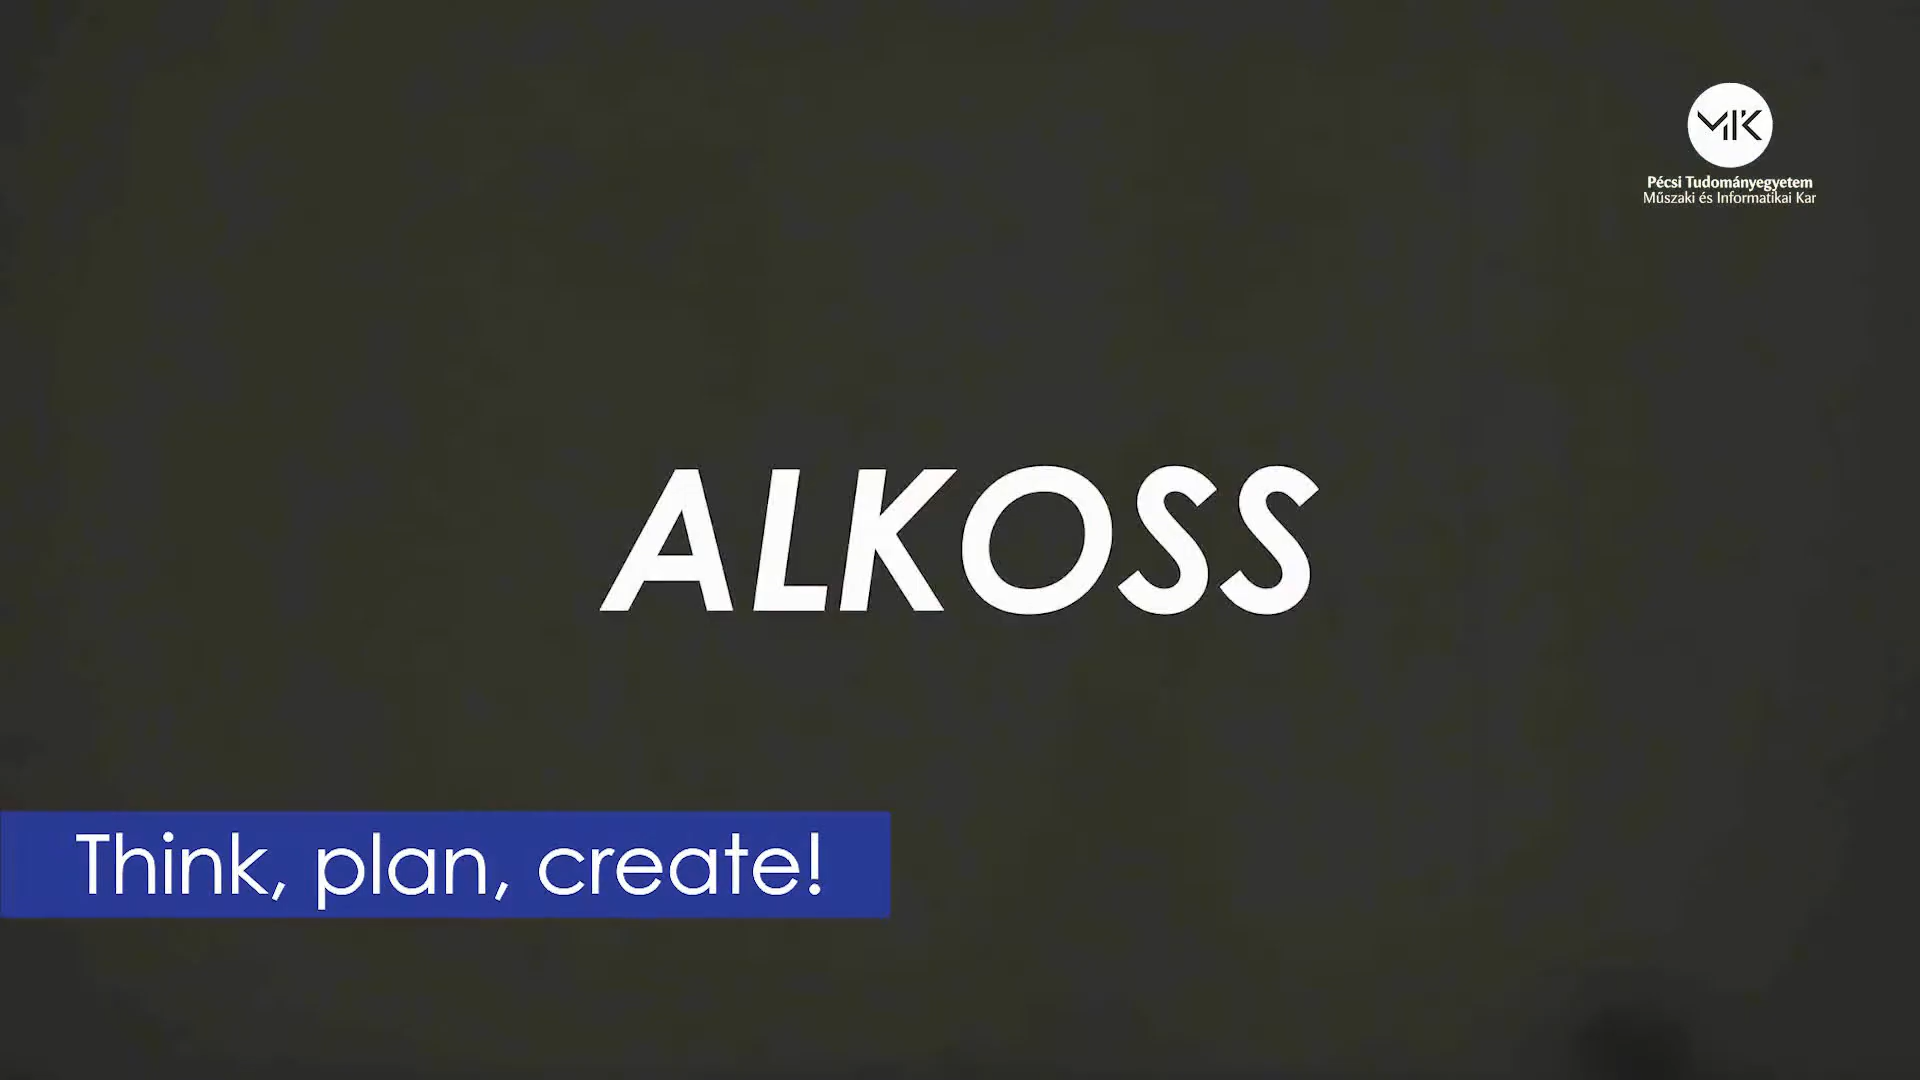 MIK
Pécsi Tudományegyetem
Műszaki és Informatikai Kar
ALKOSS
Think, plan, create!